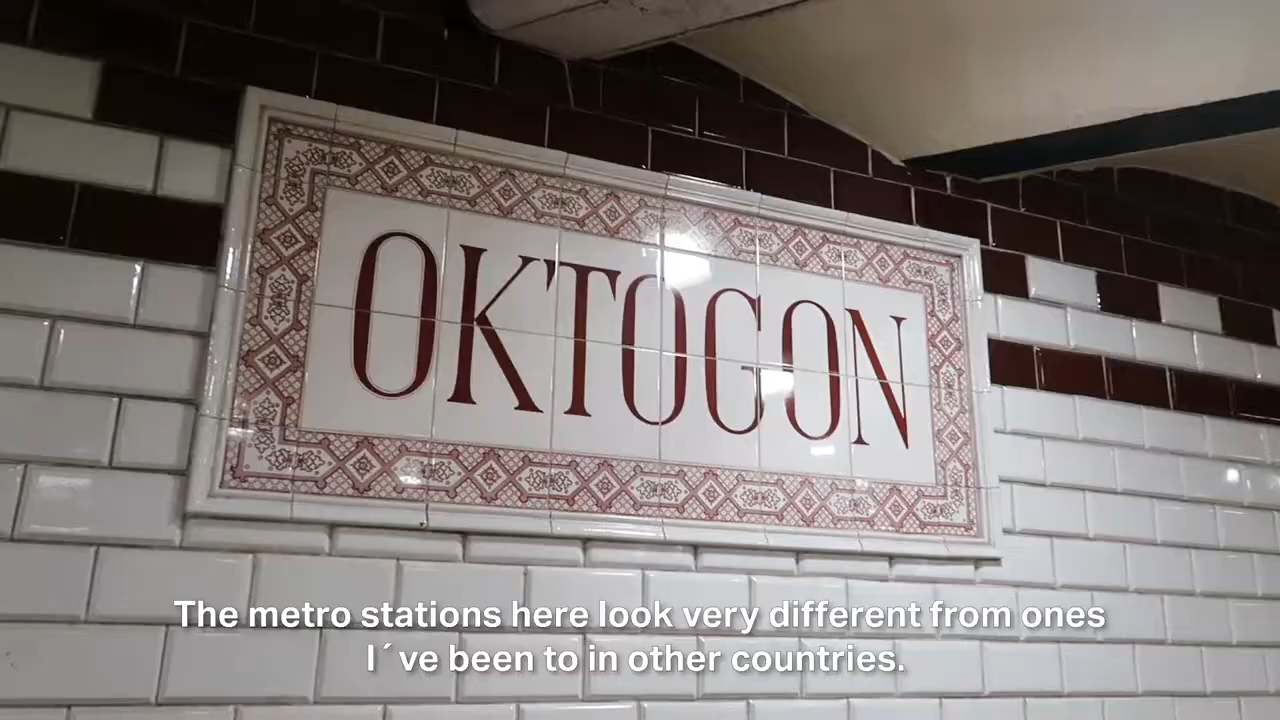 OKTOGON
The metro stations here look very different from ones
I´ve been to in other countries.